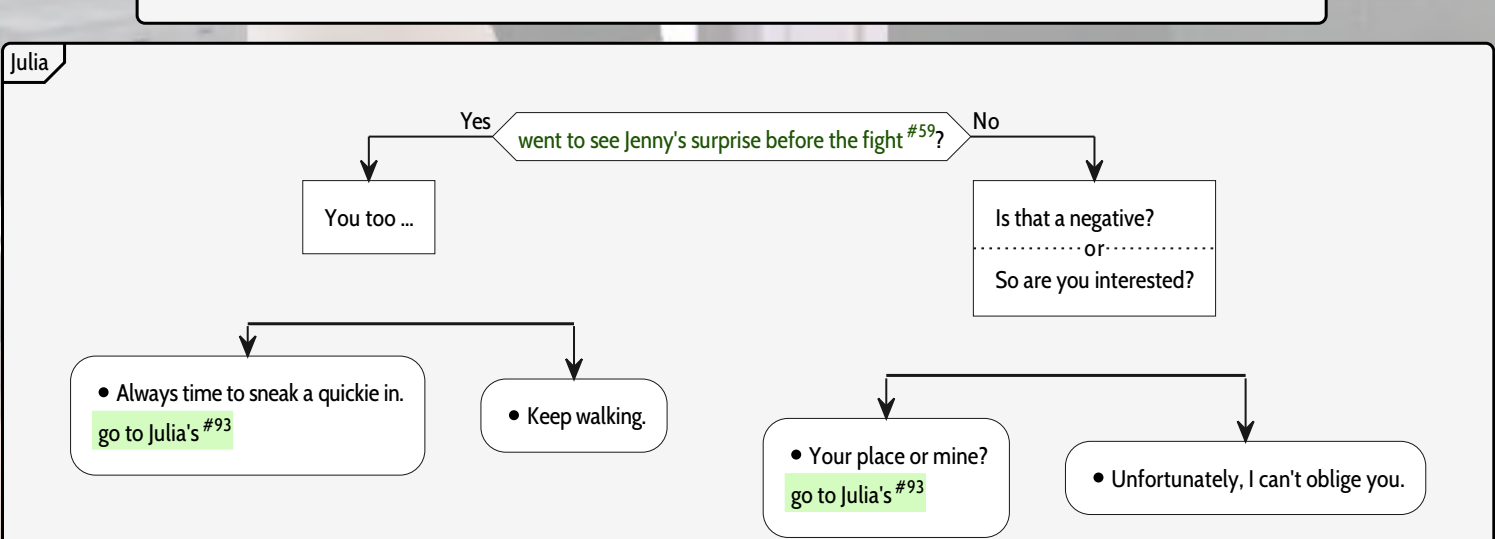 Julia
Yes
went to see Jenny's surprise before the fight #59?
No
You too ...
Is that a negative?
or
So are you interested?
● Always time to sneak a quickie in.
go to Julia's #93
● Keep walking.
● Your place or mine?
go to Julia's #93
● Unfortunately, I can't oblige you.